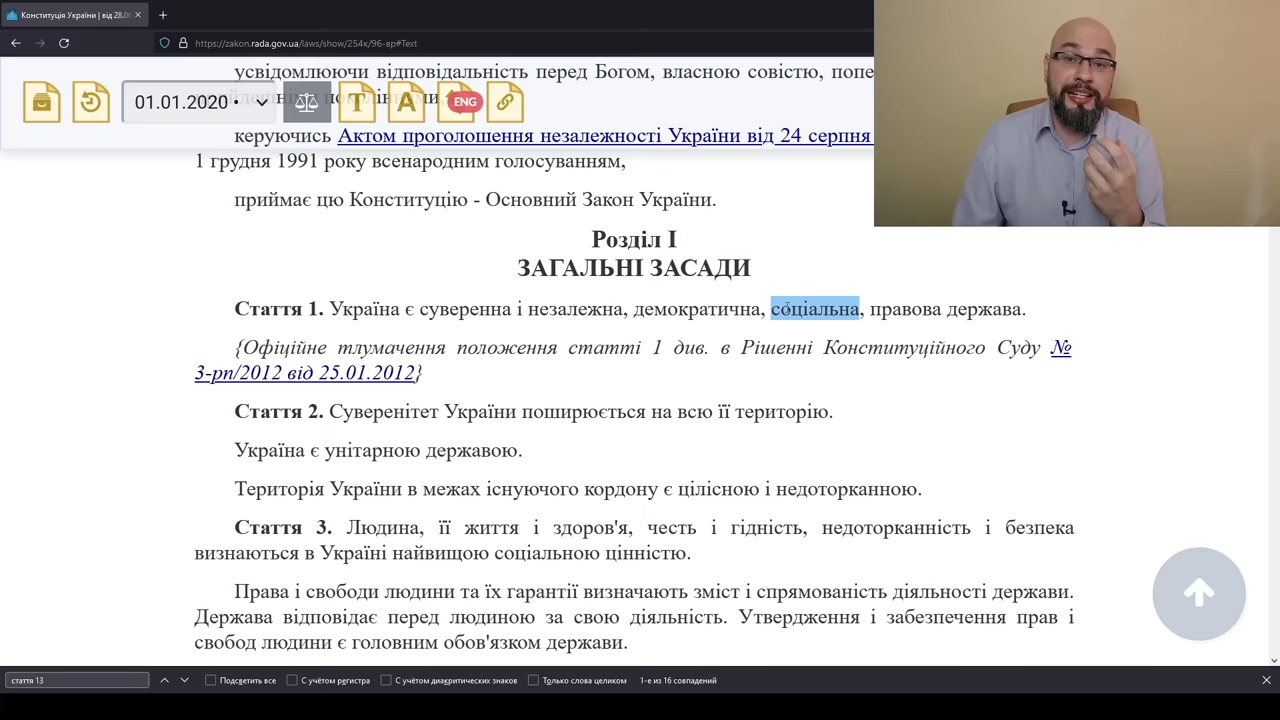 Конституція України | від 28.0
https://zakon.rada.gov.ua/laws/show/254к/96-вр#Text
усвідомлюючи відповідальність перед Богом, власною совістю,
01.01.2020 •
T
A
ENG
керуючись Актом проголошення незалежності України від 24 серпня
1 грудня 1991 року всенародним голосуванням,
приймає цю Конституцію - Основний Закон України.
Розділ I
ЗАГАЛЬНІ ЗАСАДИ
Стаття 1. Україна є суверенна і незалежна, демократична, соціальна, правова держава.
{Офіційне тлумачення положення статті 1 див. в Рішенні Конституційного Суду №
3-рп/2012 від 25.01.2012}
Стаття 2. Суверенітет України поширюється на всю її територію.
Україна є унітарною державою.
Територія України в межах існуючого кордону є цілісною і недоторканною.
Стаття 3. Людина, її життя і здоров'я, честь і гідність, недоторканність і безпека
визнаються в Україні найвищою соціальною цінністю.
Права і свободи людини та їх гарантії визначають зміст і спрямованість діяльності держави.
Держава відповідає перед людиною за свою діяльність. Утвердження і забезпечення прав і
свобод людини є головним обов'язком держави.
стаття 13
Подсветить все
С учётом регистра
С учётом диакритических знаков
Только слова целиком
1-е из 16 совпадений